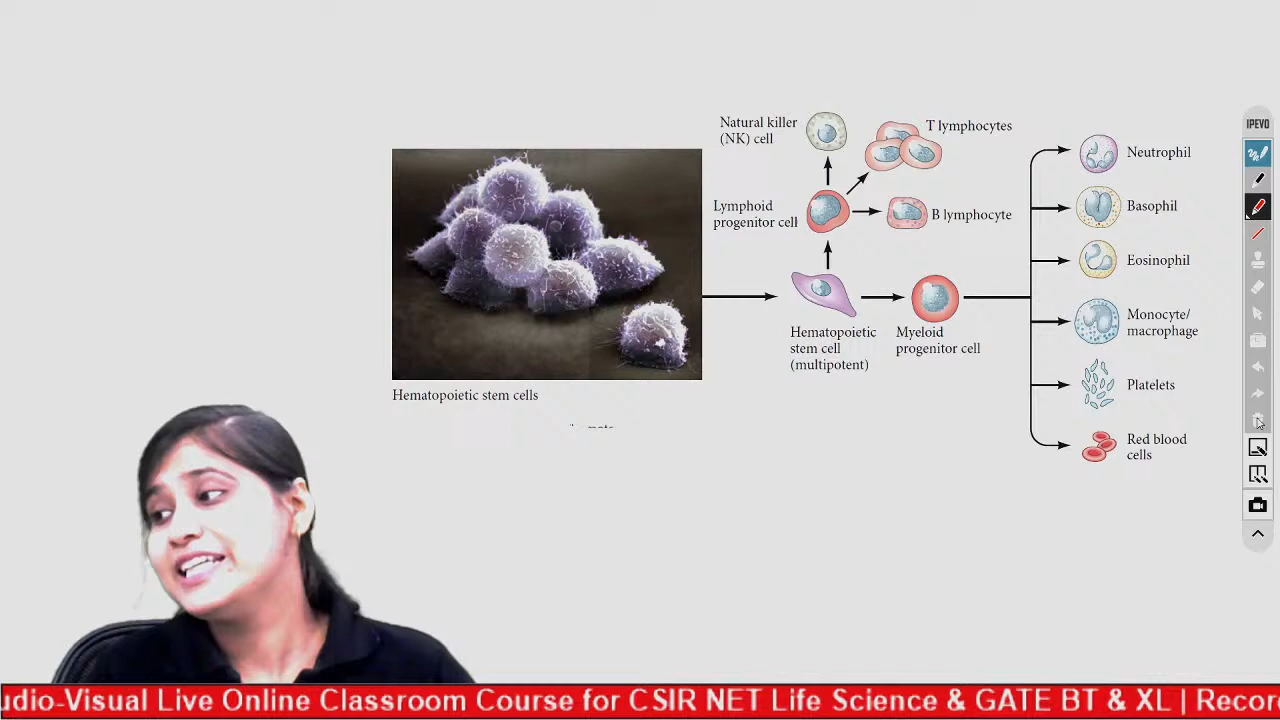 IPEVO
Natural killer
(NK) cell
T lymphocytes
Neutrophil
Lymphoid
progenitor cell
B lymphocyte
Basophil
Eosinophil
Hematopoietic
stem cell
(multipotent)
Myeloid
progenitor cell
Monocyte/
macrophage
Platelets
Red blood
cells
Hematopoietic stem cells
udio-Visual Live Online Classroom Course for CSIR NET Life Science & GATE BT & XL | Recor